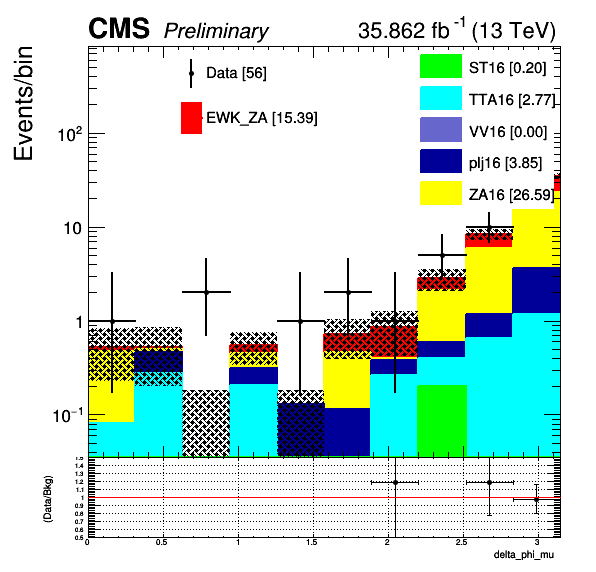 CMS Preliminary 35.862 fb⁻¹ (13 TeV)
Events/bin
Data [56]
EWK_ZA [15.39]
ST16 [0.20]
TTA16 [2.77]
VV16 [0.00]
plj16 [3.85]
ZA16 [26.59]
10²
10
1
10⁻¹
(Data/Bkg)
1.5
1.4
1.3
1.2
1.1
1
0.9
0.8
0.7
0.6
0.5
0 0.5 1 1.5 2 2.5 3
delta_phi_mu